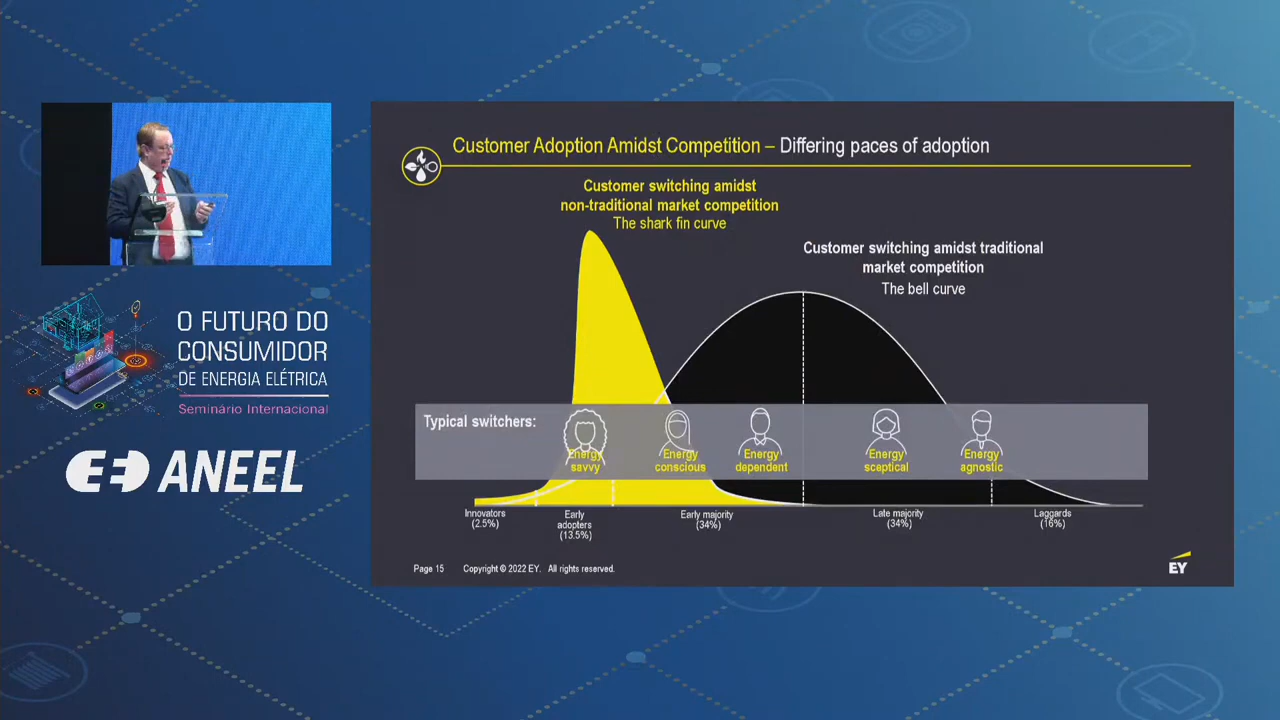 O FUTURO DO
CONSUMIDOR
DE ENERGIA ELÉTRICA
Seminário Internacional
ANEEL
Customer Adoption Amidst Competition – Differing paces of adoption
Customer switching amidst
non-traditional market competition
The shark fin curve
Customer switching amidst traditional
market competition
The bell curve
Typical switchers:
Energy
savvy
Energy
conscious
Energy
dependent
Energy
sceptical
Energy
agnostic
Innovators
(2.5%)
Early
adopters
(13.5%)
Early majority
(34%)
Late majority
(34%)
Laggards
(16%)
Page 15 Copyright © 2022 EY. All rights reserved.
EY